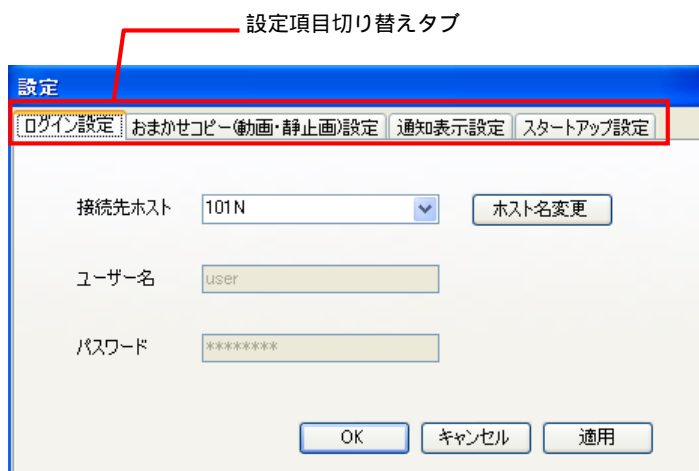 設定項目切り替えタブ
設定
ログイン設定 おまかせコピー(動画・静止画)設定 通知表示設定 スタートアップ設定
接続先ホスト 101N ホスト名変更
ユーザー名 user
パスワード ********
OK キャンセル 適用